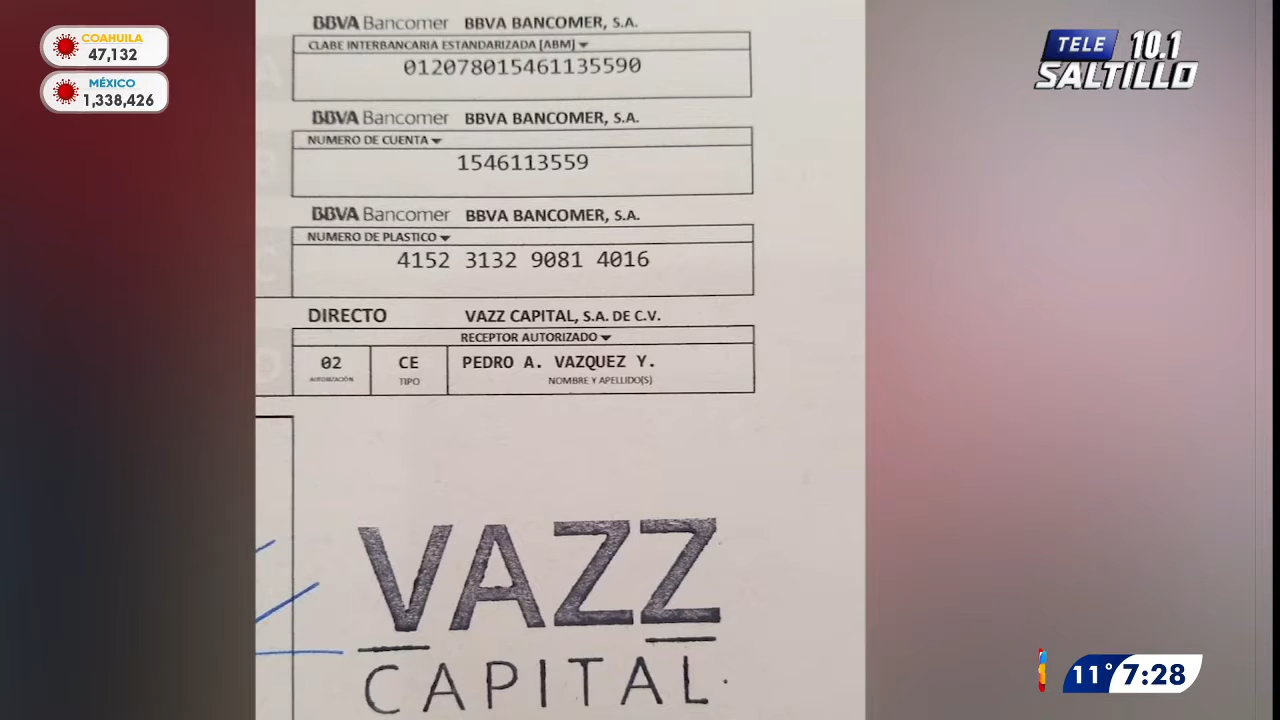 COAHUILA
47,132
MÉXICO
1,338,426
TELE 10.1
SALTILLO
BBVA Bancomer BBVA BANCOMER, S.A.
CLABE INTERBANCARIA ESTANDARIZADA [ABM]
012078015461135590
BBVA Bancomer BBVA BANCOMER, S.A.
NUMERO DE CUENTA
1546113559
BBVA Bancomer BBVA BANCOMER, S.A.
NUMERO DE PLASTICO
4152 3132 9081 4016
DIRECTO VAZZ CAPITAL, S.A. DE C.V.
RECEPTOR AUTORIZADO
02 CE PEDRO A. VAZQUEZ Y.
AUTORIZACIÓN TIPO NOMBRE Y APELLIDO(S)
VAZZ
CAPITAL
11° 7:28